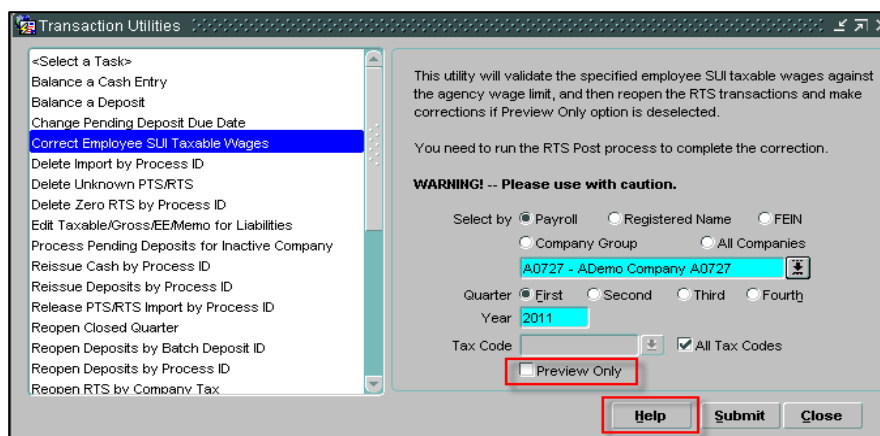 Transaction Utilities
<Select a Task>
Balance a Cash Entry
Balance a Deposit
Change Pending Deposit Due Date
Correct Employee SUI Taxable Wages
Delete Import by Process ID
Delete Unknown PTS/RTS
Delete Zero RTS by Process ID
Edit Taxable/Gross/EE/Memo for Liabilities
Process Pending Deposits for Inactive Company
Reissue Cash by Process ID
Reissue Deposits by Process ID
Release PTS/RTS Import by Process ID
Reopen Closed Quarter
Reopen Deposits by Batch Deposit ID
Reopen Deposits by Process ID
Reopen RTS by Company Tax
This utility will validate the specified employee SUI taxable wages against
the agency wage limit, and then reopen the RTS transactions and make
corrections if Preview Only option is deselected.
You need to run the RTS Post process to complete the correction.
WARNING! -- Please use with caution.
Select by Payroll Registered Name FEIN
Company Group All Companies
A0727 - ADemo Company A0727
Quarter First Second Third Fourth
Year 2011
Tax Code All Tax Codes
Preview Only
Help Submit Close